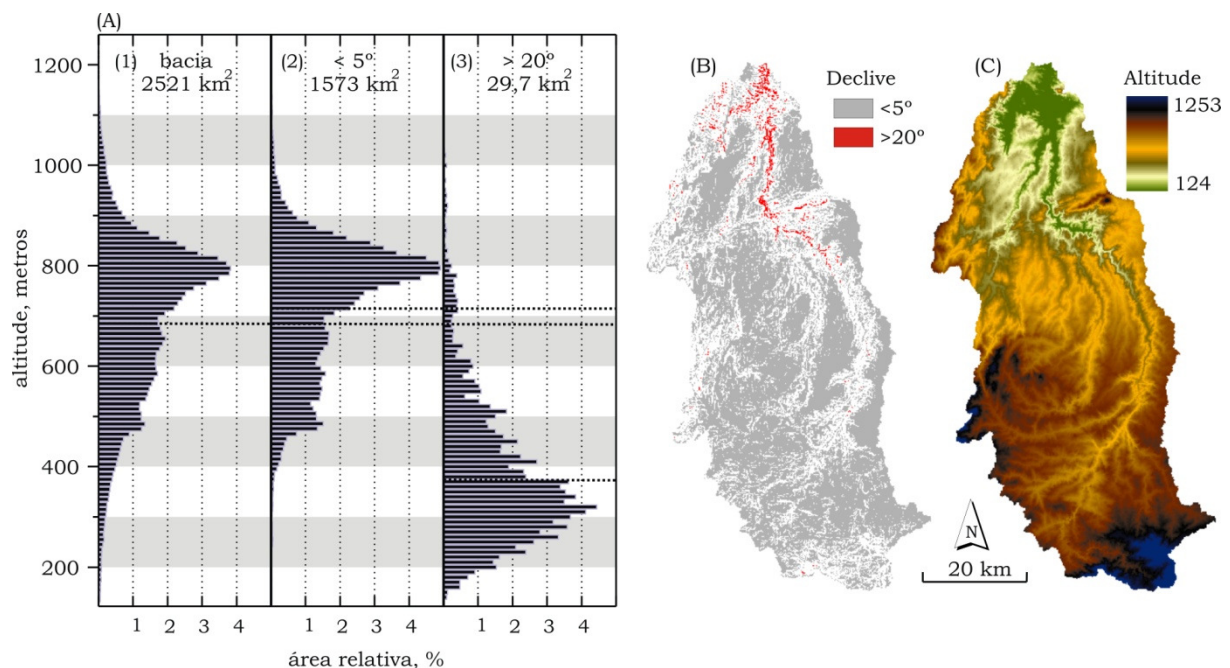 (A)
(1) bacia
2521 km²
(2) < 5º
1573 km²
(3) > 20º
29,7 km²
1200
1000
800
600
400
200
altitude, metros
1 2 3 4 1 2 3 4 1 2 3 4
área relativa, %
(B)
Declive
<5º
>20º
(C)
Altitude
1253
124
N
20 km